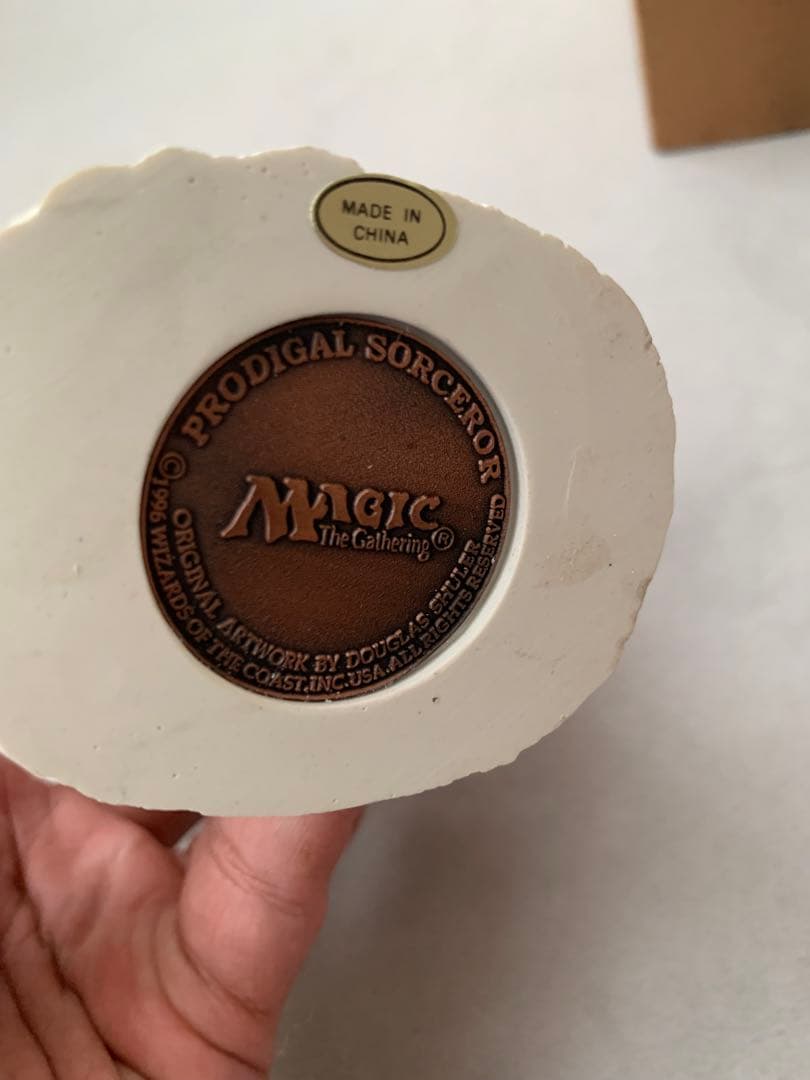 MADE IN
CHINA
PRODIGAL SORCEROR
MAGIC
The Gathering®
ORIGINAL ARTWORK BY DOUGLAS SHULER
©1996 WIZARDS OF THE COAST, INC. USA. ALL RIGHTS RESERVED